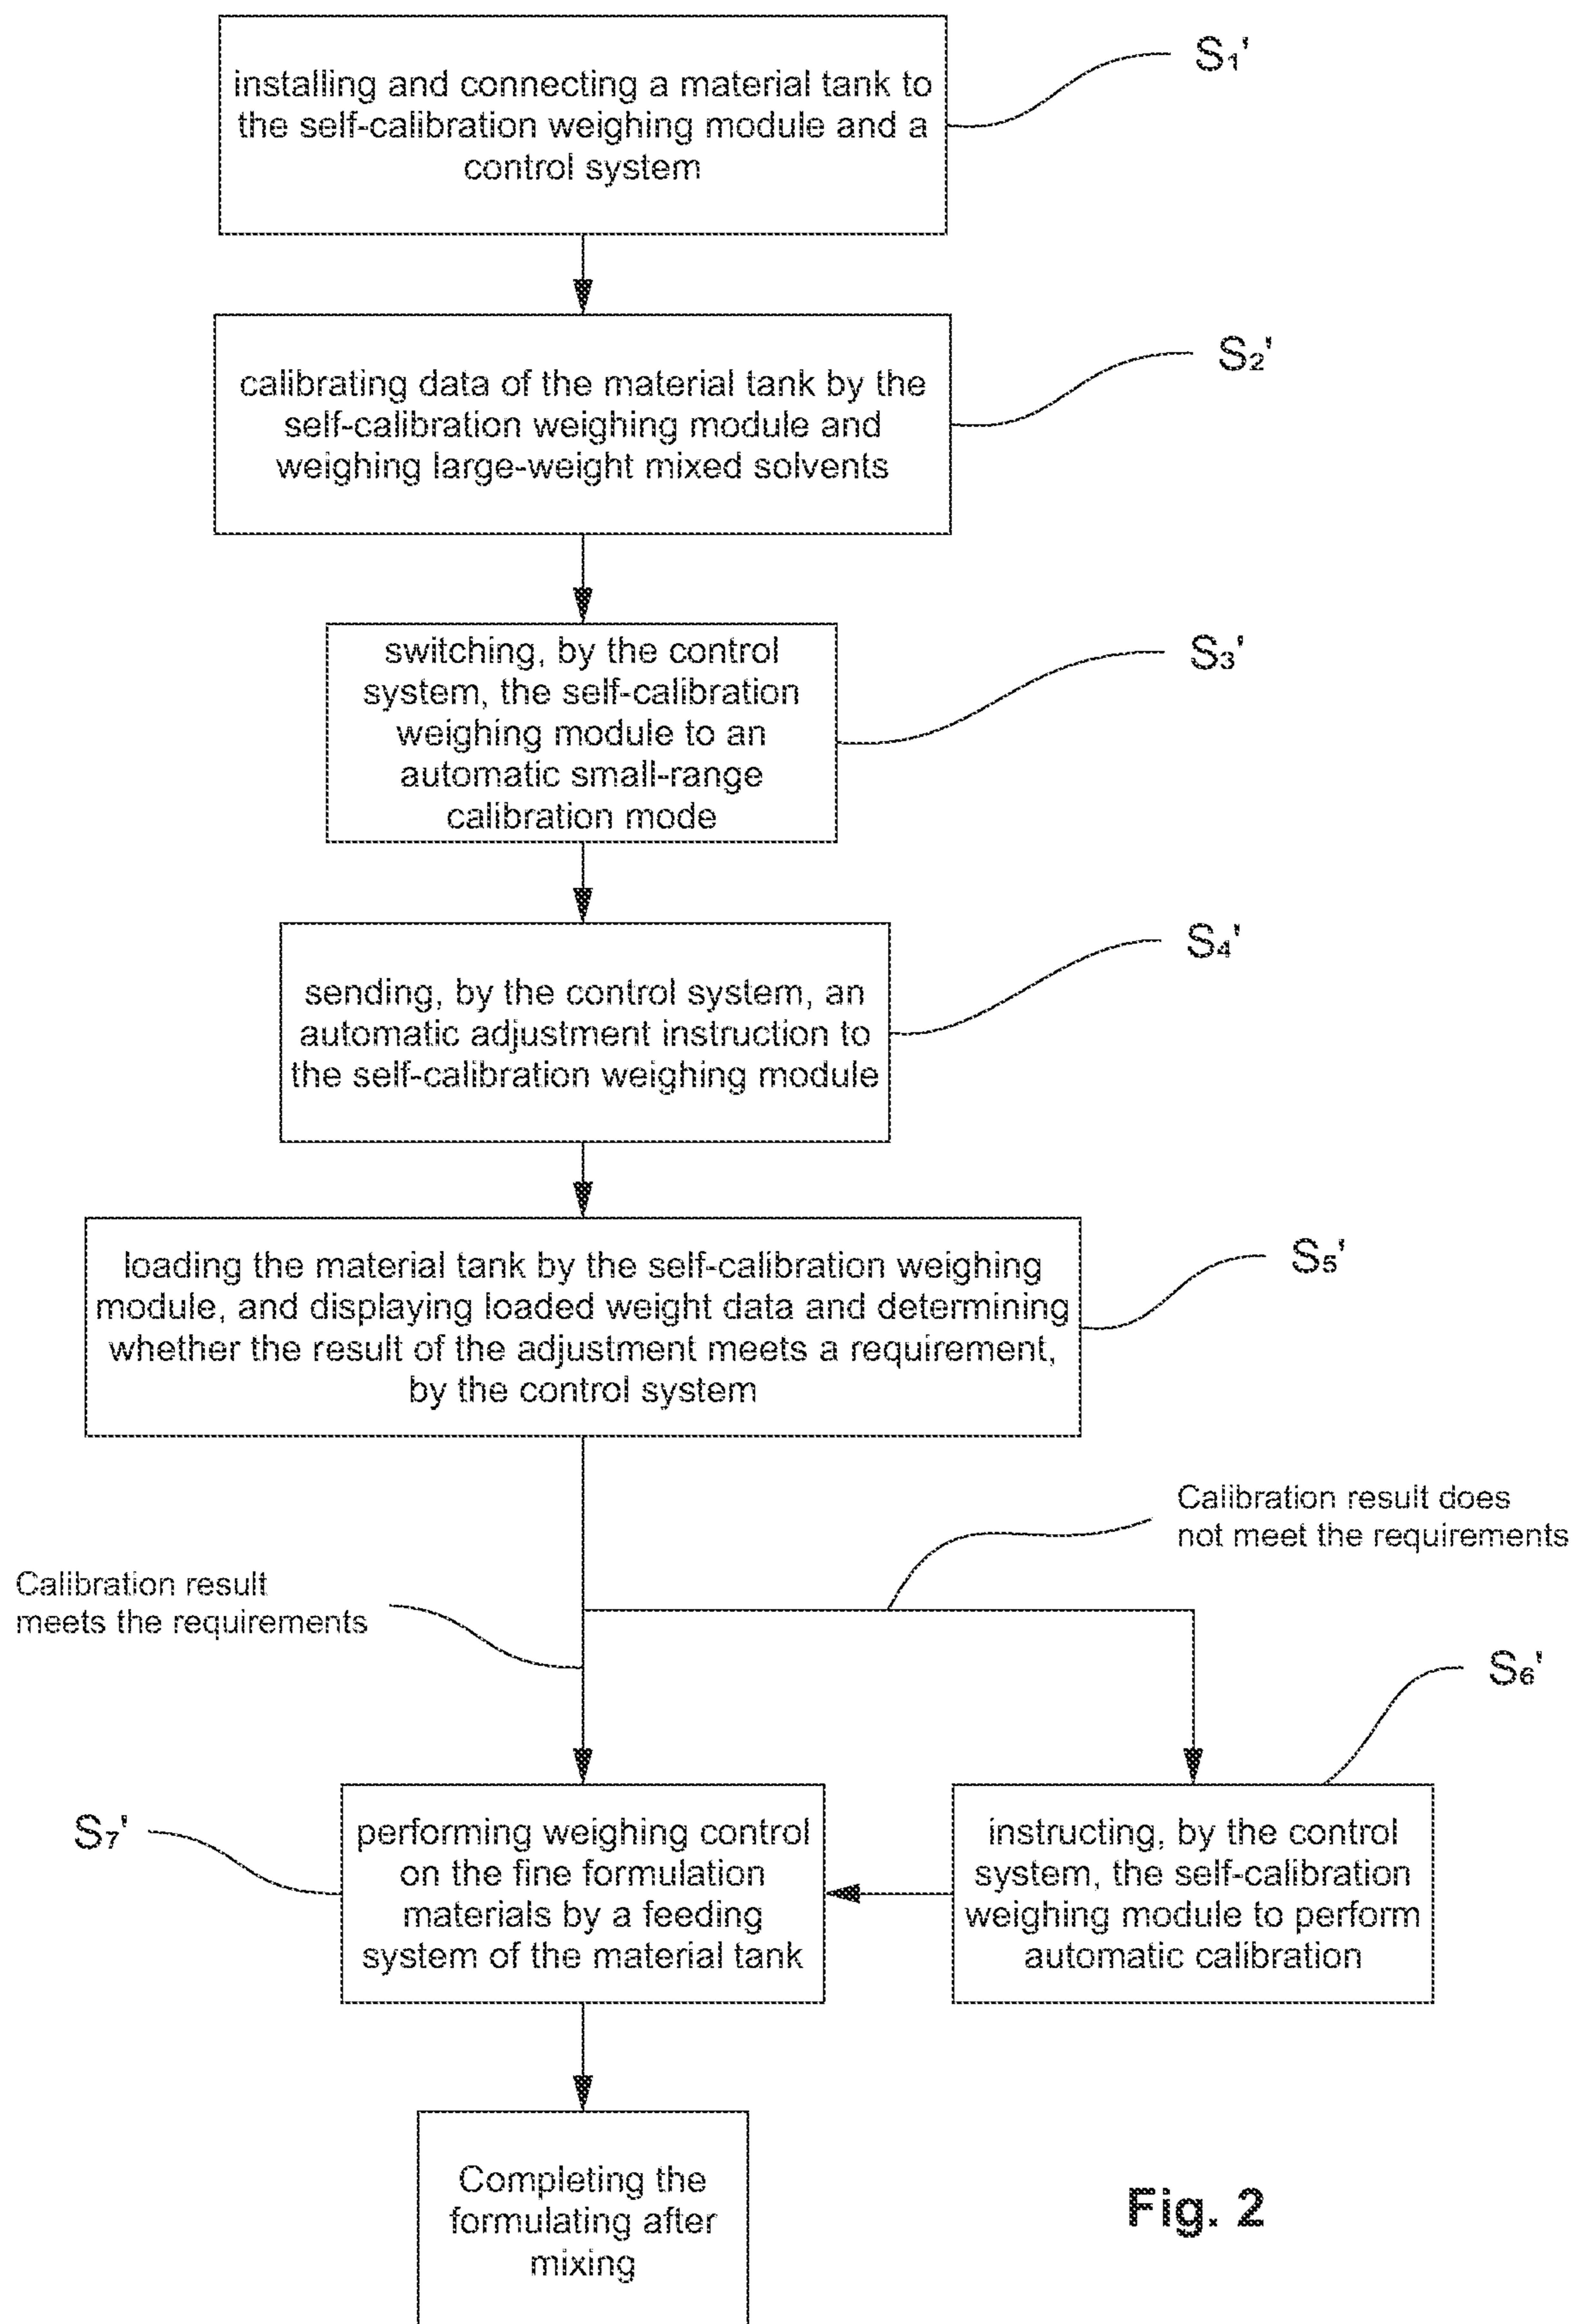 S₁'
installing and connecting a material tank to
the self-calibration weighing module and a
control system
S₂'
calibrating data of the material tank by the
self-calibration weighing module and
weighing large-weight mixed solvents
S₃'
switching, by the control
system, the self-calibration
weighing module to an
automatic small-range
calibration mode
S₄'
sending, by the control system, an
automatic adjustment instruction to
the self-calibration weighing module
S₅'
loading the material tank by the self-calibration weighing
module, and displaying loaded weight data and determining
whether the result of the adjustment meets a requirement,
by the control system
Calibration result does
not meet the requirements
Calibration result
meets the requirements
S₆'
S₇'
performing weighing control
on the fine formulation
materials by a feeding
system of the material tank
instructing, by the control
system, the self-calibration
weighing module to perform
automatic calibration
Completing the
formulating after
mixing
Fig. 2